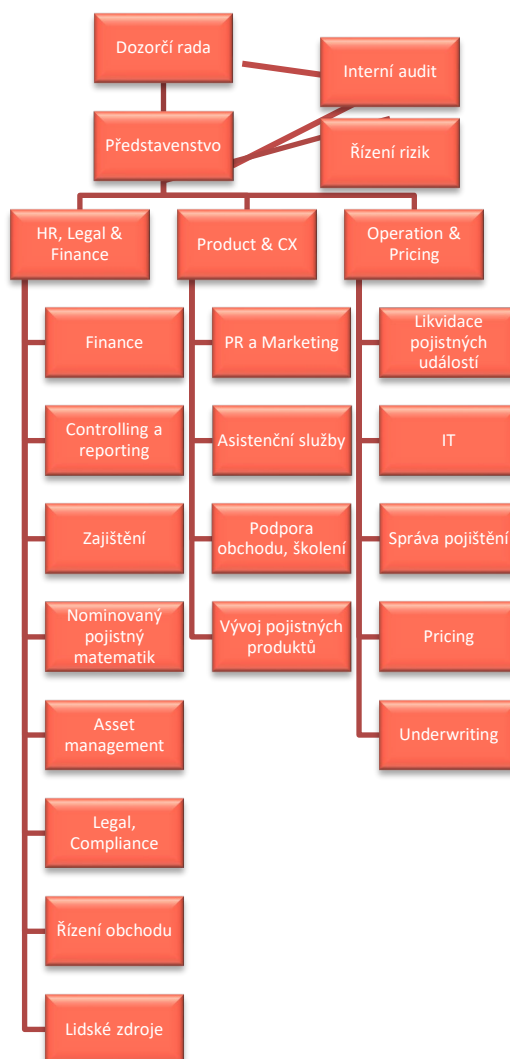 Dozorčí rada
Interní audit
Představenstvo
Řízení rizik
HR, Legal &
Finance
Product & CX
Operation &
Pricing
Finance
Controlling a
reporting
Zajištění
Nominovaný
pojistný
matematik
Asset
management
Legal,
Compliance
Řízení obchodu
Lidské zdroje
PR a Marketing
Asistenční služby
Podpora
obchodu, školení
Vývoj pojistných
produktů
Likvidace
pojistných
událostí
IT
Správa pojištění
Pricing
Underwriting